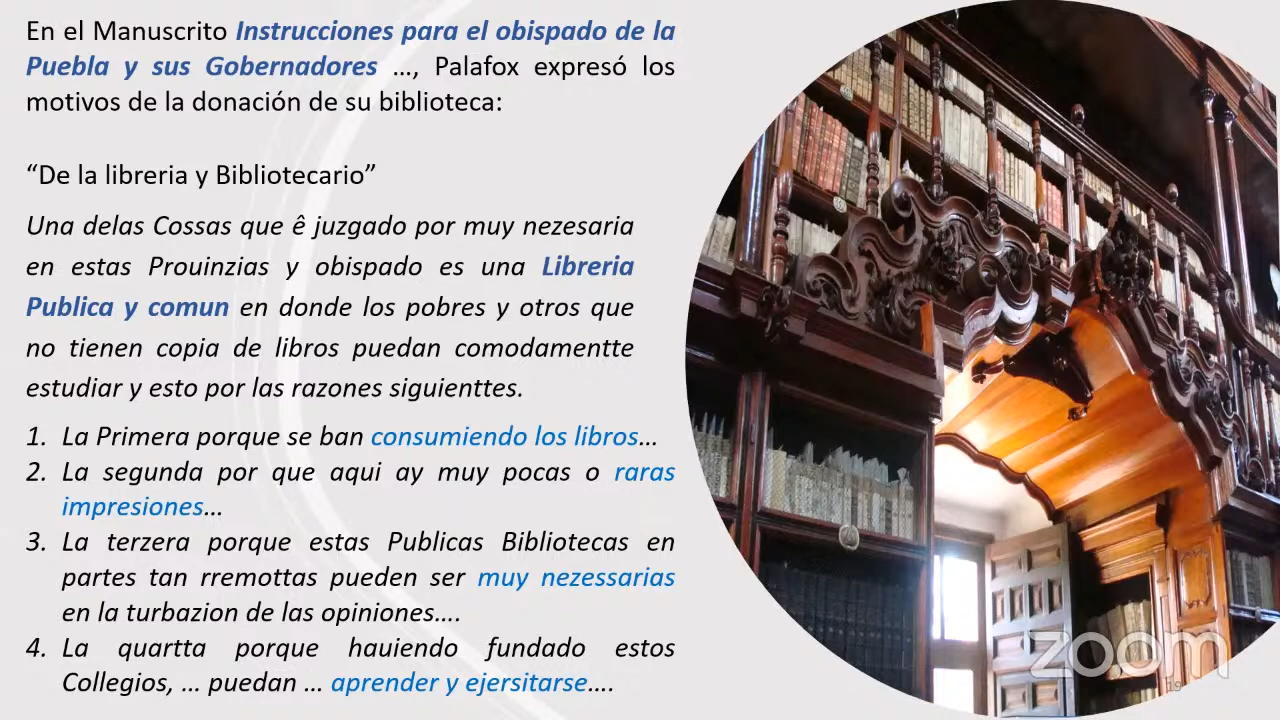 En el Manuscrito Instrucciones para el obispado de la
Puebla y sus Gobernadores …, Palafox expresó los
motivos de la donación de su biblioteca:
“De la libreria y Bibliotecario”
Una delas Cossas que ê juzgado por muy nezesaria
en estas Prouinzias y obispado es una Libreria
Publica y comun en donde los pobres y otros que
no tienen copia de libros puedan comodamentte
estudiar y esto por las razones siguienttes.
1. La Primera porque se ban consumiendo los libros…
2. La segunda por que aqui ay muy pocas o raras
impresiones…
3. La terzera porque estas Publicas Bibliotecas en
partes tan rremottas pueden ser muy nezessarias
en la turbazion de las opiniones….
4. La quartta porque hauiendo fundado estos
Colegios, … puedan … aprender y ejersitarse….
zoom
19